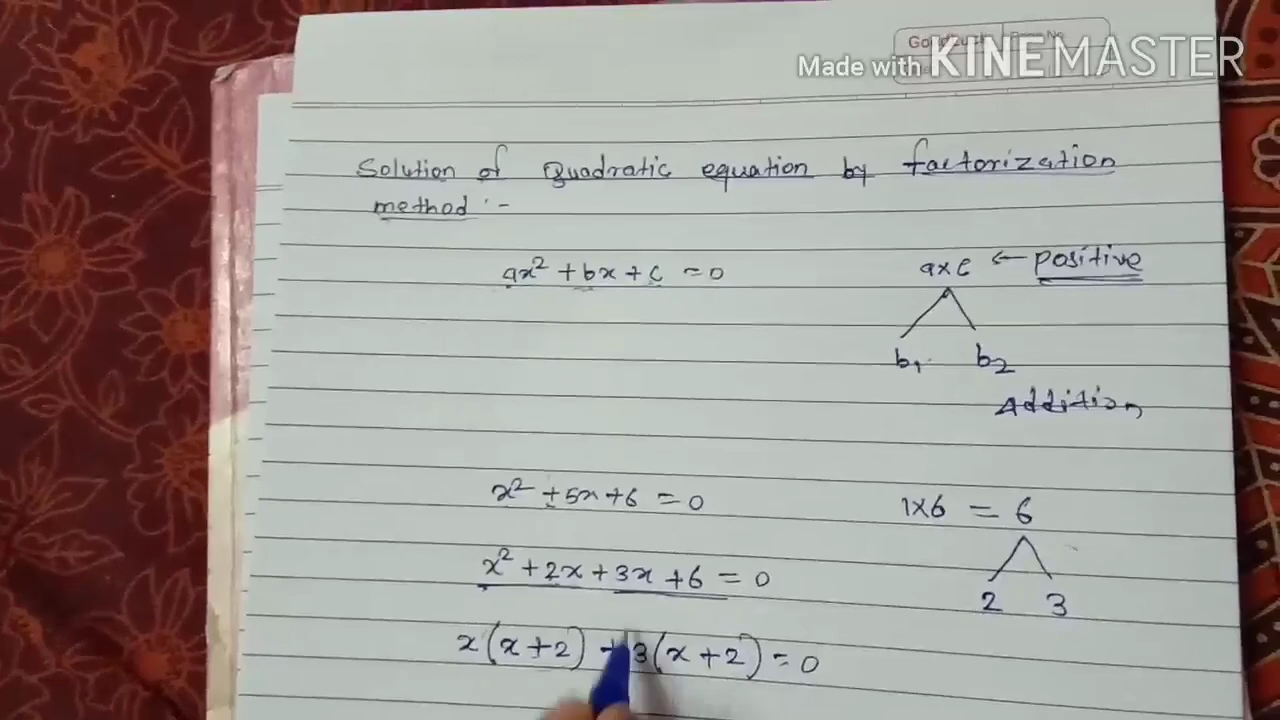 Made with KINEMASTER
Solution of Quadratic equation by factorization
method :-
ax² + bx + c = 0
a×c ← positive
b₁ b₂
Addition
x² + 5x + 6 = 0
1×6 = 6
x² + 2x + 3x + 6 = 0
2 3
x(x+2) + 3(x+2) = 0